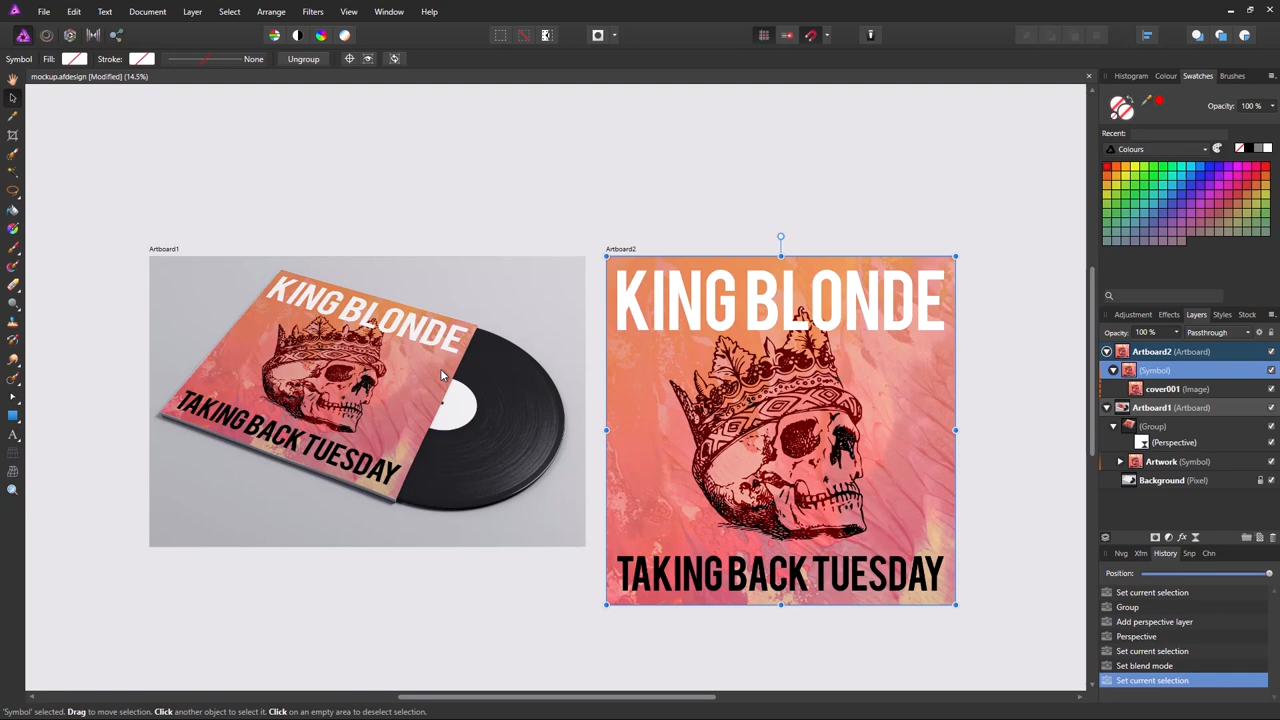 File Edit Text Document Layer Select Arrange Filters View Window Help
Symbol Fill: Stroke: None Ungroup
mockup.afdesign [Modified] (14.5%)
Histogram Colour Swatches Brushes
Opacity: 100 %
Recent:
Colours
Artboard1
KING BLONDE
TAKING BACK TUESDAY
Artboard2
KING BLONDE
TAKING BACK TUESDAY
Adjustment Effects Layers Styles Stock
Opacity: 100 % Passthrough
Artboard2 (Artboard)
(Symbol)
cover001 (Image)
Artboard1 (Artboard)
(Group)
(Perspective)
Artwork (Symbol)
Background (Pixel)
Nvg Xfm History Snp Chn
Position:
Set current selection
Group
Add perspective layer
Perspective
Set current selection
Set blend mode
Set current selection
'Symbol' selected. Drag to move selection. Click another object to select it. Click on an empty area to deselect selection.